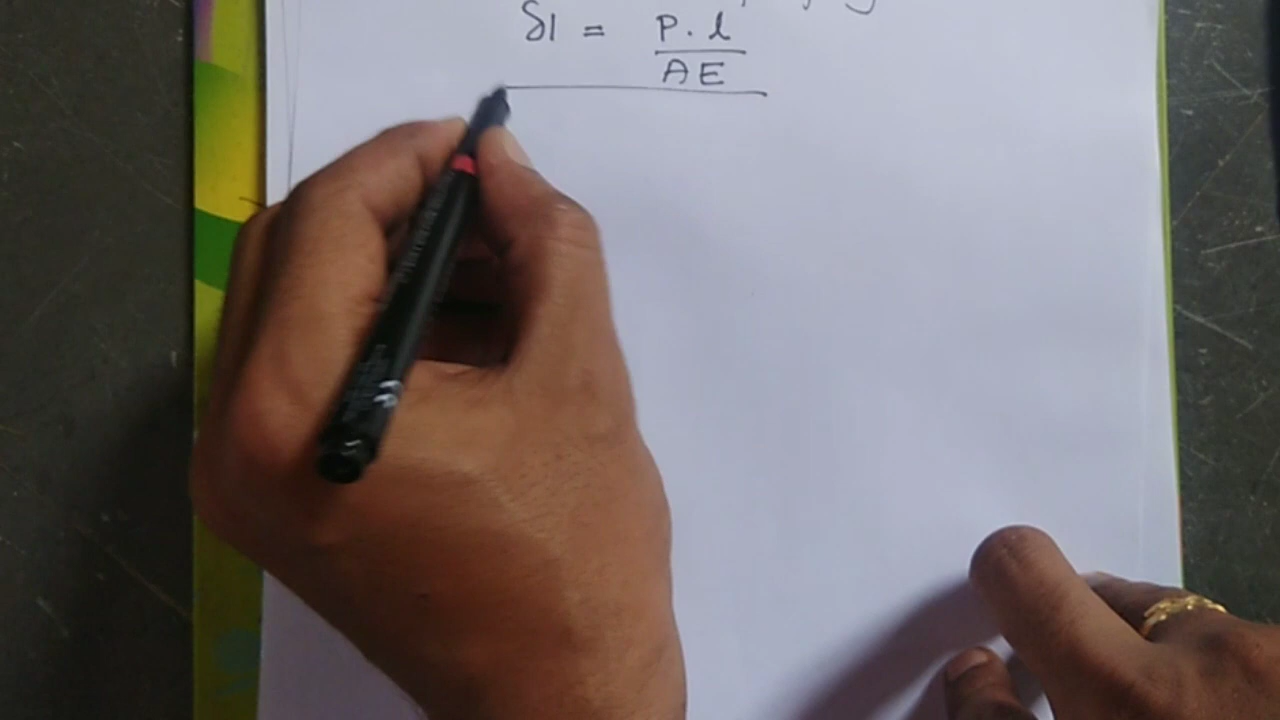 δl = P. l
AE